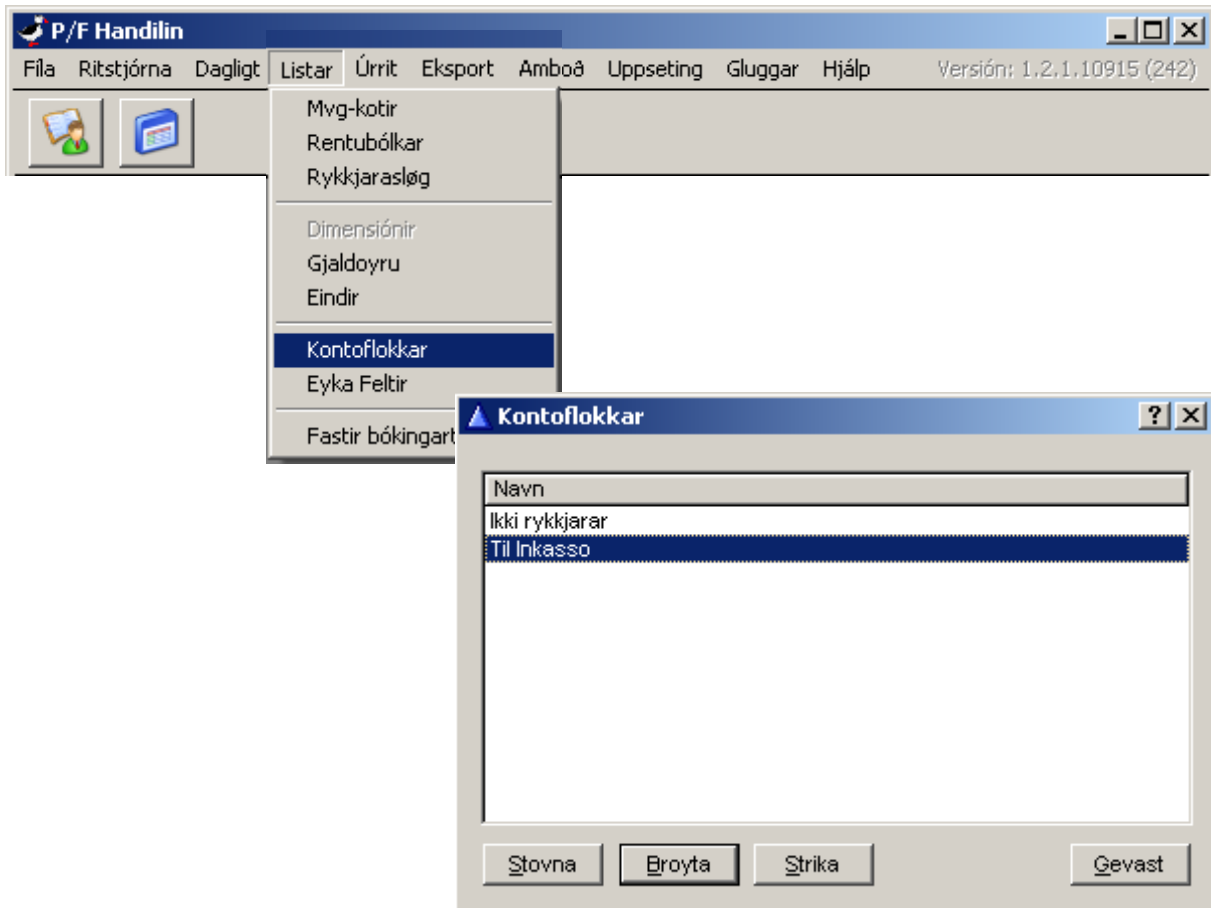 P/F Handilin
Fíla Ritstjórna Dagligt Listar Úrrit Eksport Amboð Uppseting Gluggar Hjálp Versión: 1.2.1.10915 (242)
Mvg-kotir
Rentubólkar
Rykkjarasløg
Dimensiónir
Gjaldoyru
Eindir
Kontoflokkar
Eyka Feltir
Fastir bókingart
Kontoflokkar
Navn
Ikki rykkjarar
Til Inkasso
Stovna Broyta Strika Gevast